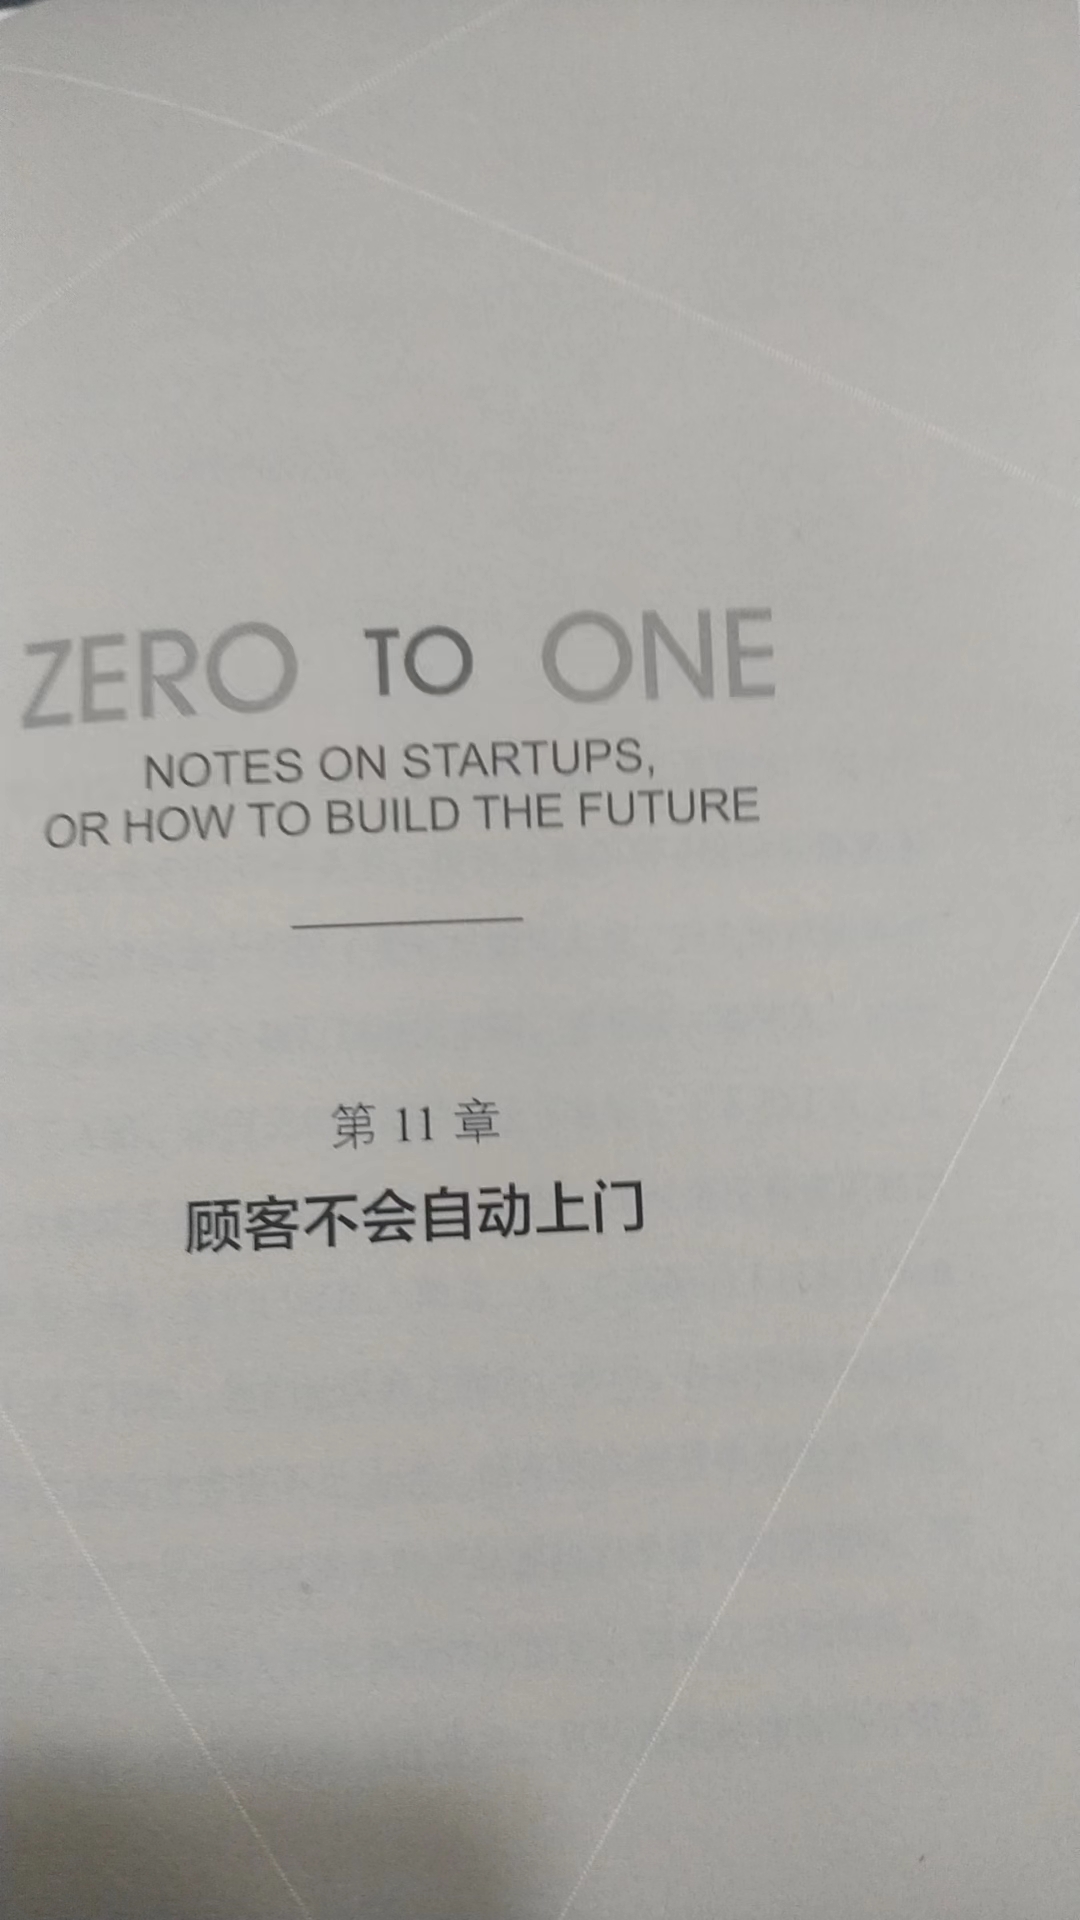 ZERO TO ONE
NOTES ON STARTUPS,
OR HOW TO BUILD THE FUTURE
第 11 章
顾客不会自动上门